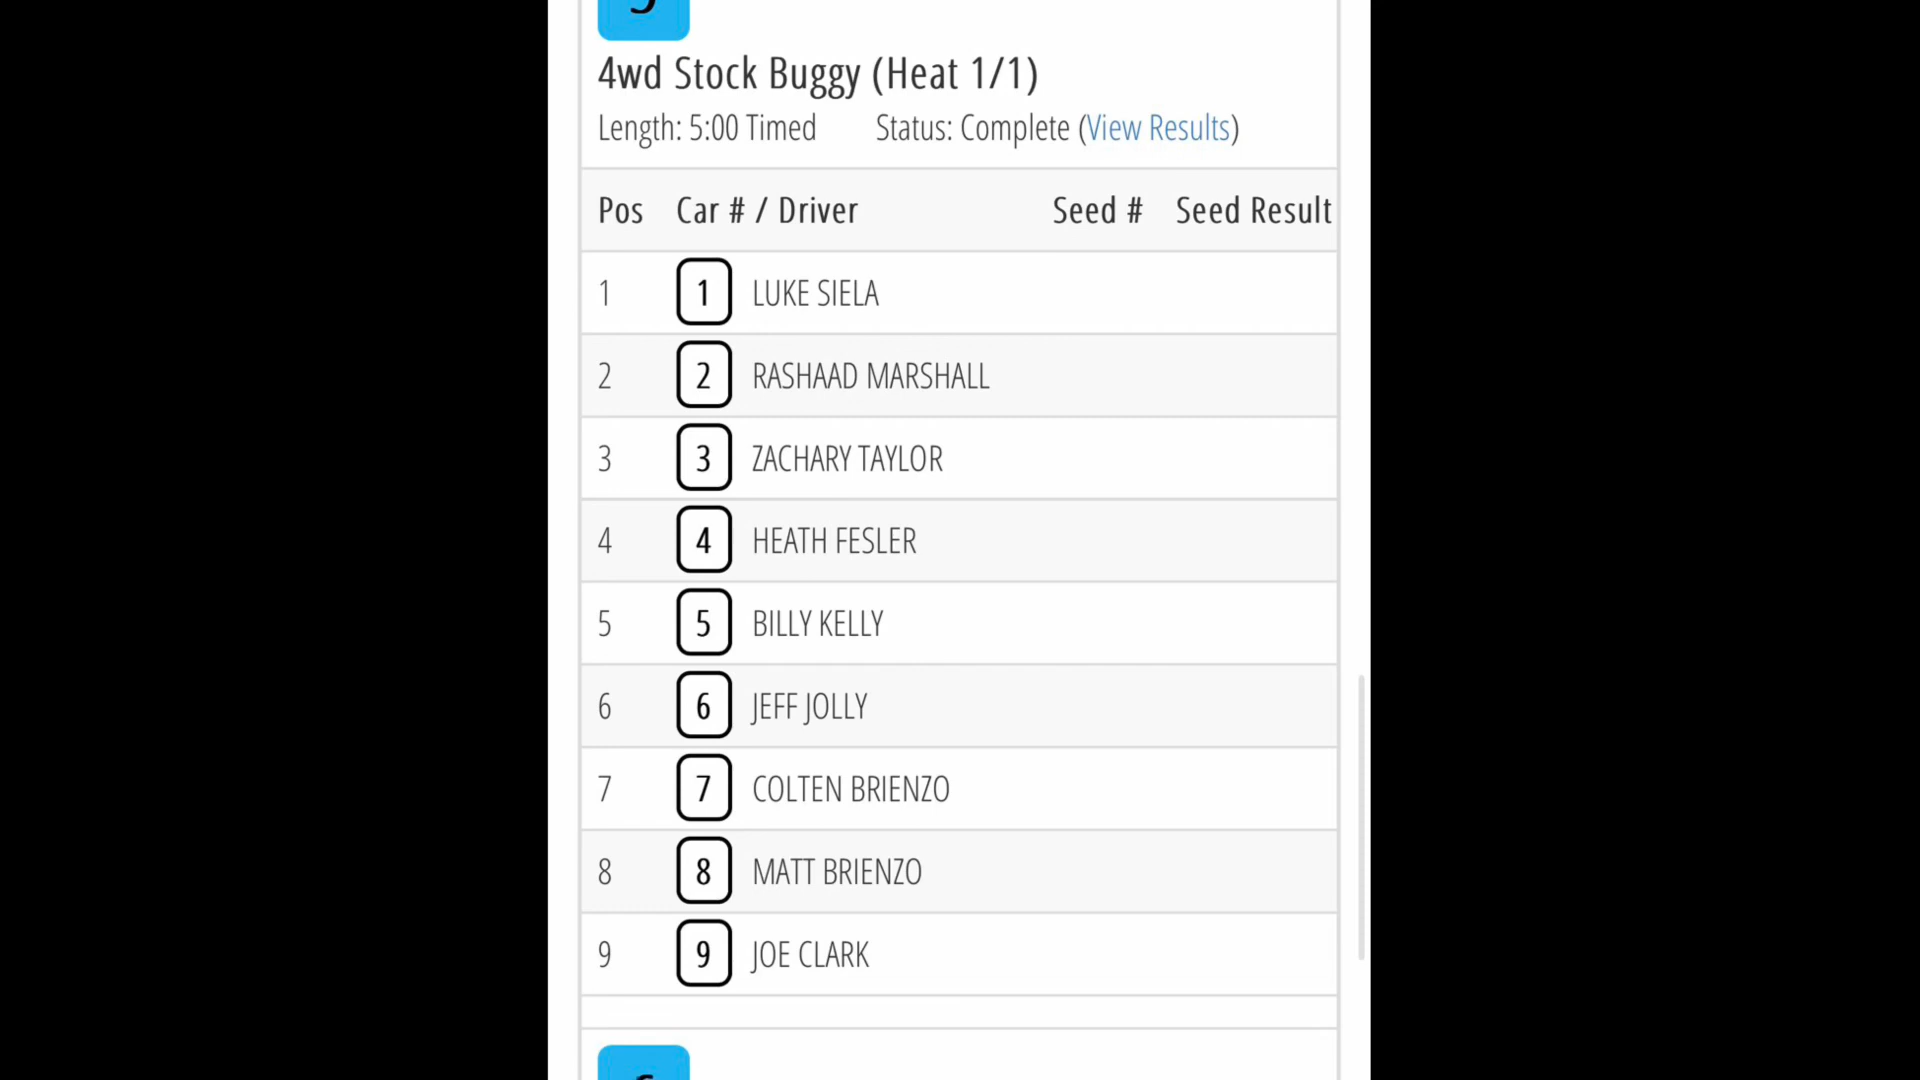 4wd Stock Buggy (Heat 1/1)
Length: 5:00 Timed Status: Complete (View Results)
Pos Car # / Driver Seed # Seed Result
1 1 LUKE SIELA
2 2 RASHAAD MARSHALL
3 3 ZACHARY TAYLOR
4 4 HEATH FESLER
5 5 BILLY KELLY
6 6 JEFF JOLLY
7 7 COLTEN BRIENZO
8 8 MATT BRIENZO
9 9 JOE CLARK